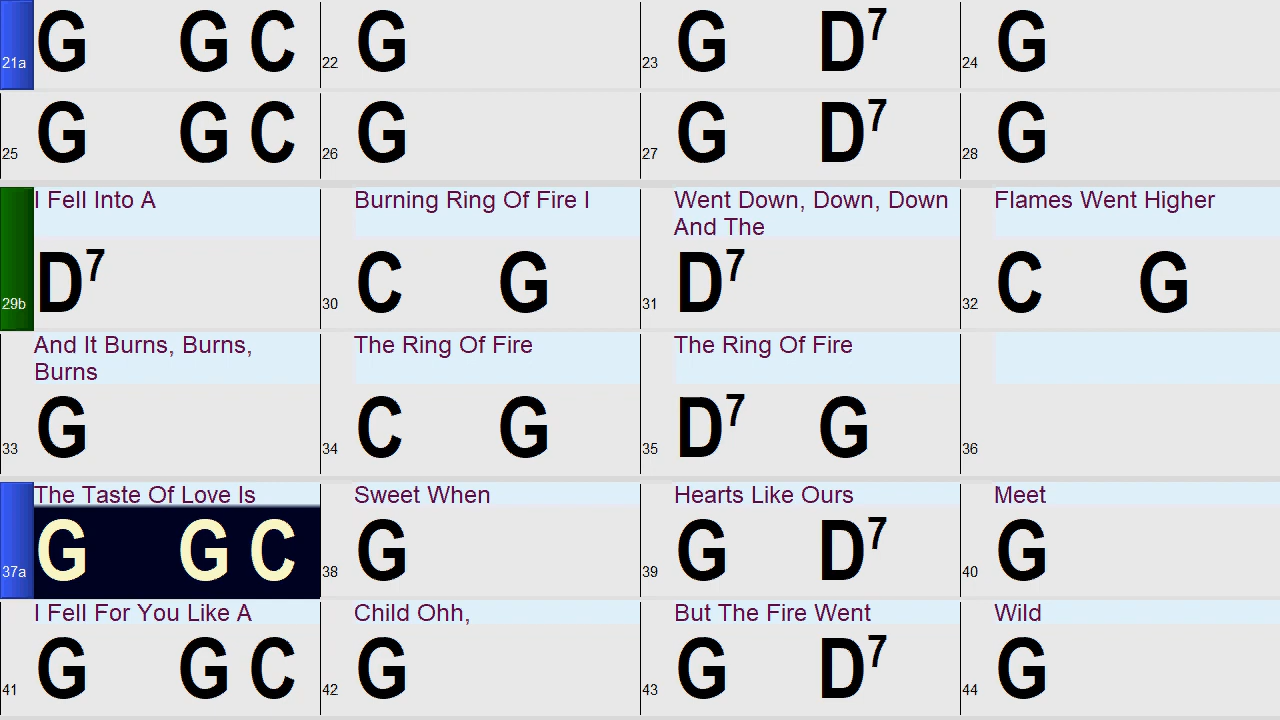 21a G G C 22 G 23 G D7 24 G
25 G G C 26 G 27 G D7 28 G
I Fell Into A Burning Ring Of Fire I Went Down, Down, Down Flames Went Higher
And The
29b D7 30 C G 31 D7 32 C G
And It Burns, Burns, The Ring Of Fire The Ring Of Fire
Burns
33 G 34 C G 35 D7 G 36
The Taste Of Love Is Sweet When Hearts Like Ours Meet
37a G G C 38 G 39 G D7 40 G
I Fell For You Like A Child Ohh, But The Fire Went Wild
41 G G C 42 G 43 G D7 44 G